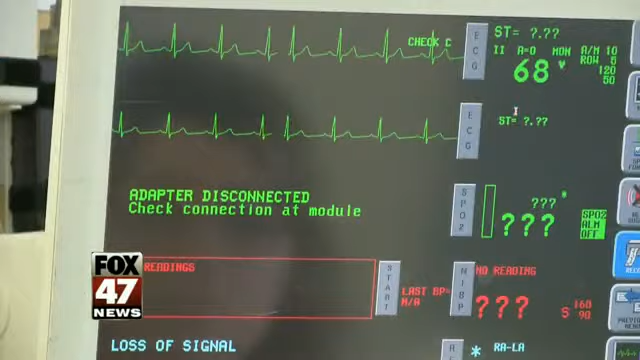 CHECK C
ECG
ST= ?.??
II A=0 MON A/M 10
ROW 5
68
120
50
ECG
I
ST= ?.??
ADAPTER DISCONNECTED
Check connection at module
SPO2
???*
???
SPO2
ALM
OFF
FOX
47
NEWS
READINGS
START
LAST BP=
N/A
NIBP
NO READING
???
S 160
90
LOSS OF SIGNAL
* RA-LA